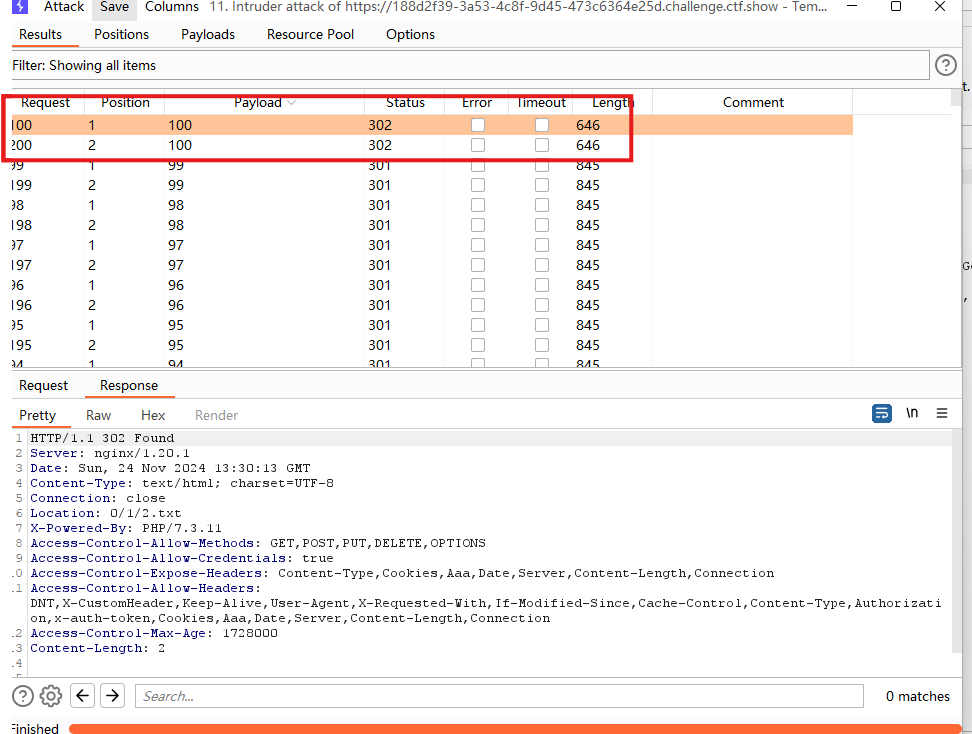 Attack Save Columns 11. Intruder attack of https://188d2f39-3a53-4c8f-9d45-473c6364e25d.challenge.ctf.show - Tem...
Results Positions Payloads Resource Pool Options
Filter: Showing all items
Request Position Payload Status Error Timeout Length Comment
100 1 100 302 646
200 2 100 302 646
99 1 99 301 845
199 2 99 301 845
98 1 98 301 845
198 2 98 301 845
97 1 97 301 845
197 2 97 301 845
96 1 96 301 845
196 2 96 301 845
95 1 95 301 845
195 2 95 301 845
94 1 94 301 845
Request Response
Pretty Raw Hex Render \n
1 HTTP/1.1 302 Found
2 Server: nginx/1.20.1
3 Date: Sun, 24 Nov 2024 13:30:13 GMT
4 Content-Type: text/html; charset=UTF-8
5 Connection: close
6 Location: 0/1/2.txt
7 X-Powered-By: PHP/7.3.11
8 Access-Control-Allow-Methods: GET,POST,PUT,DELETE,OPTIONS
9 Access-Control-Allow-Credentials: true
10 Access-Control-Expose-Headers: Content-Type,Cookies,Aaa,Date,Server,Content-Length,Connection
11 Access-Control-Allow-Headers:
DNT,X-CustomHeader,Keep-Alive,User-Agent,X-Requested-With,If-Modified-Since,Cache-Control,Content-Type,Authorizati
on,x-auth-token,Cookies,Aaa,Date,Server,Content-Length,Connection
12 Access-Control-Max-Age: 1728000
13 Content-Length: 2
14
Search... 0 matches
Finished